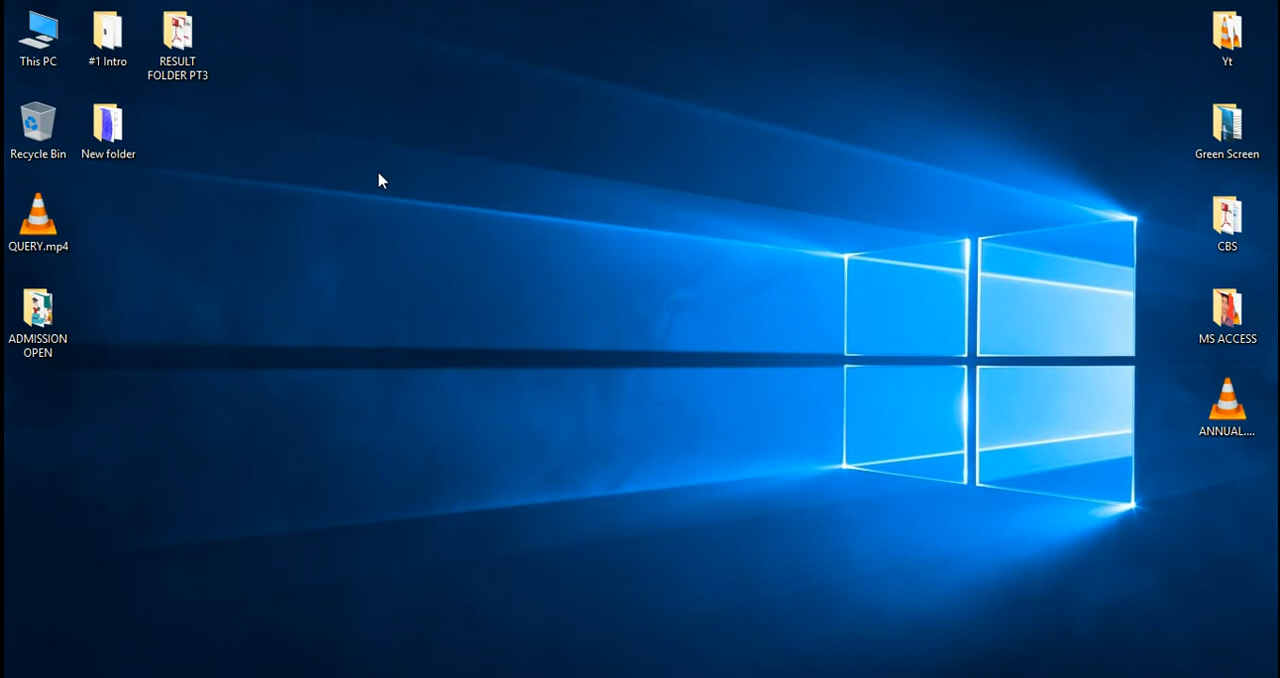 This PC
#1 Intro
RESULT
FOLDER PT3
Yt
Recycle Bin
New folder
Green Screen
QUERY.mp4
CBS
ADMISSION
OPEN
MS ACCESS
ANNUAL....